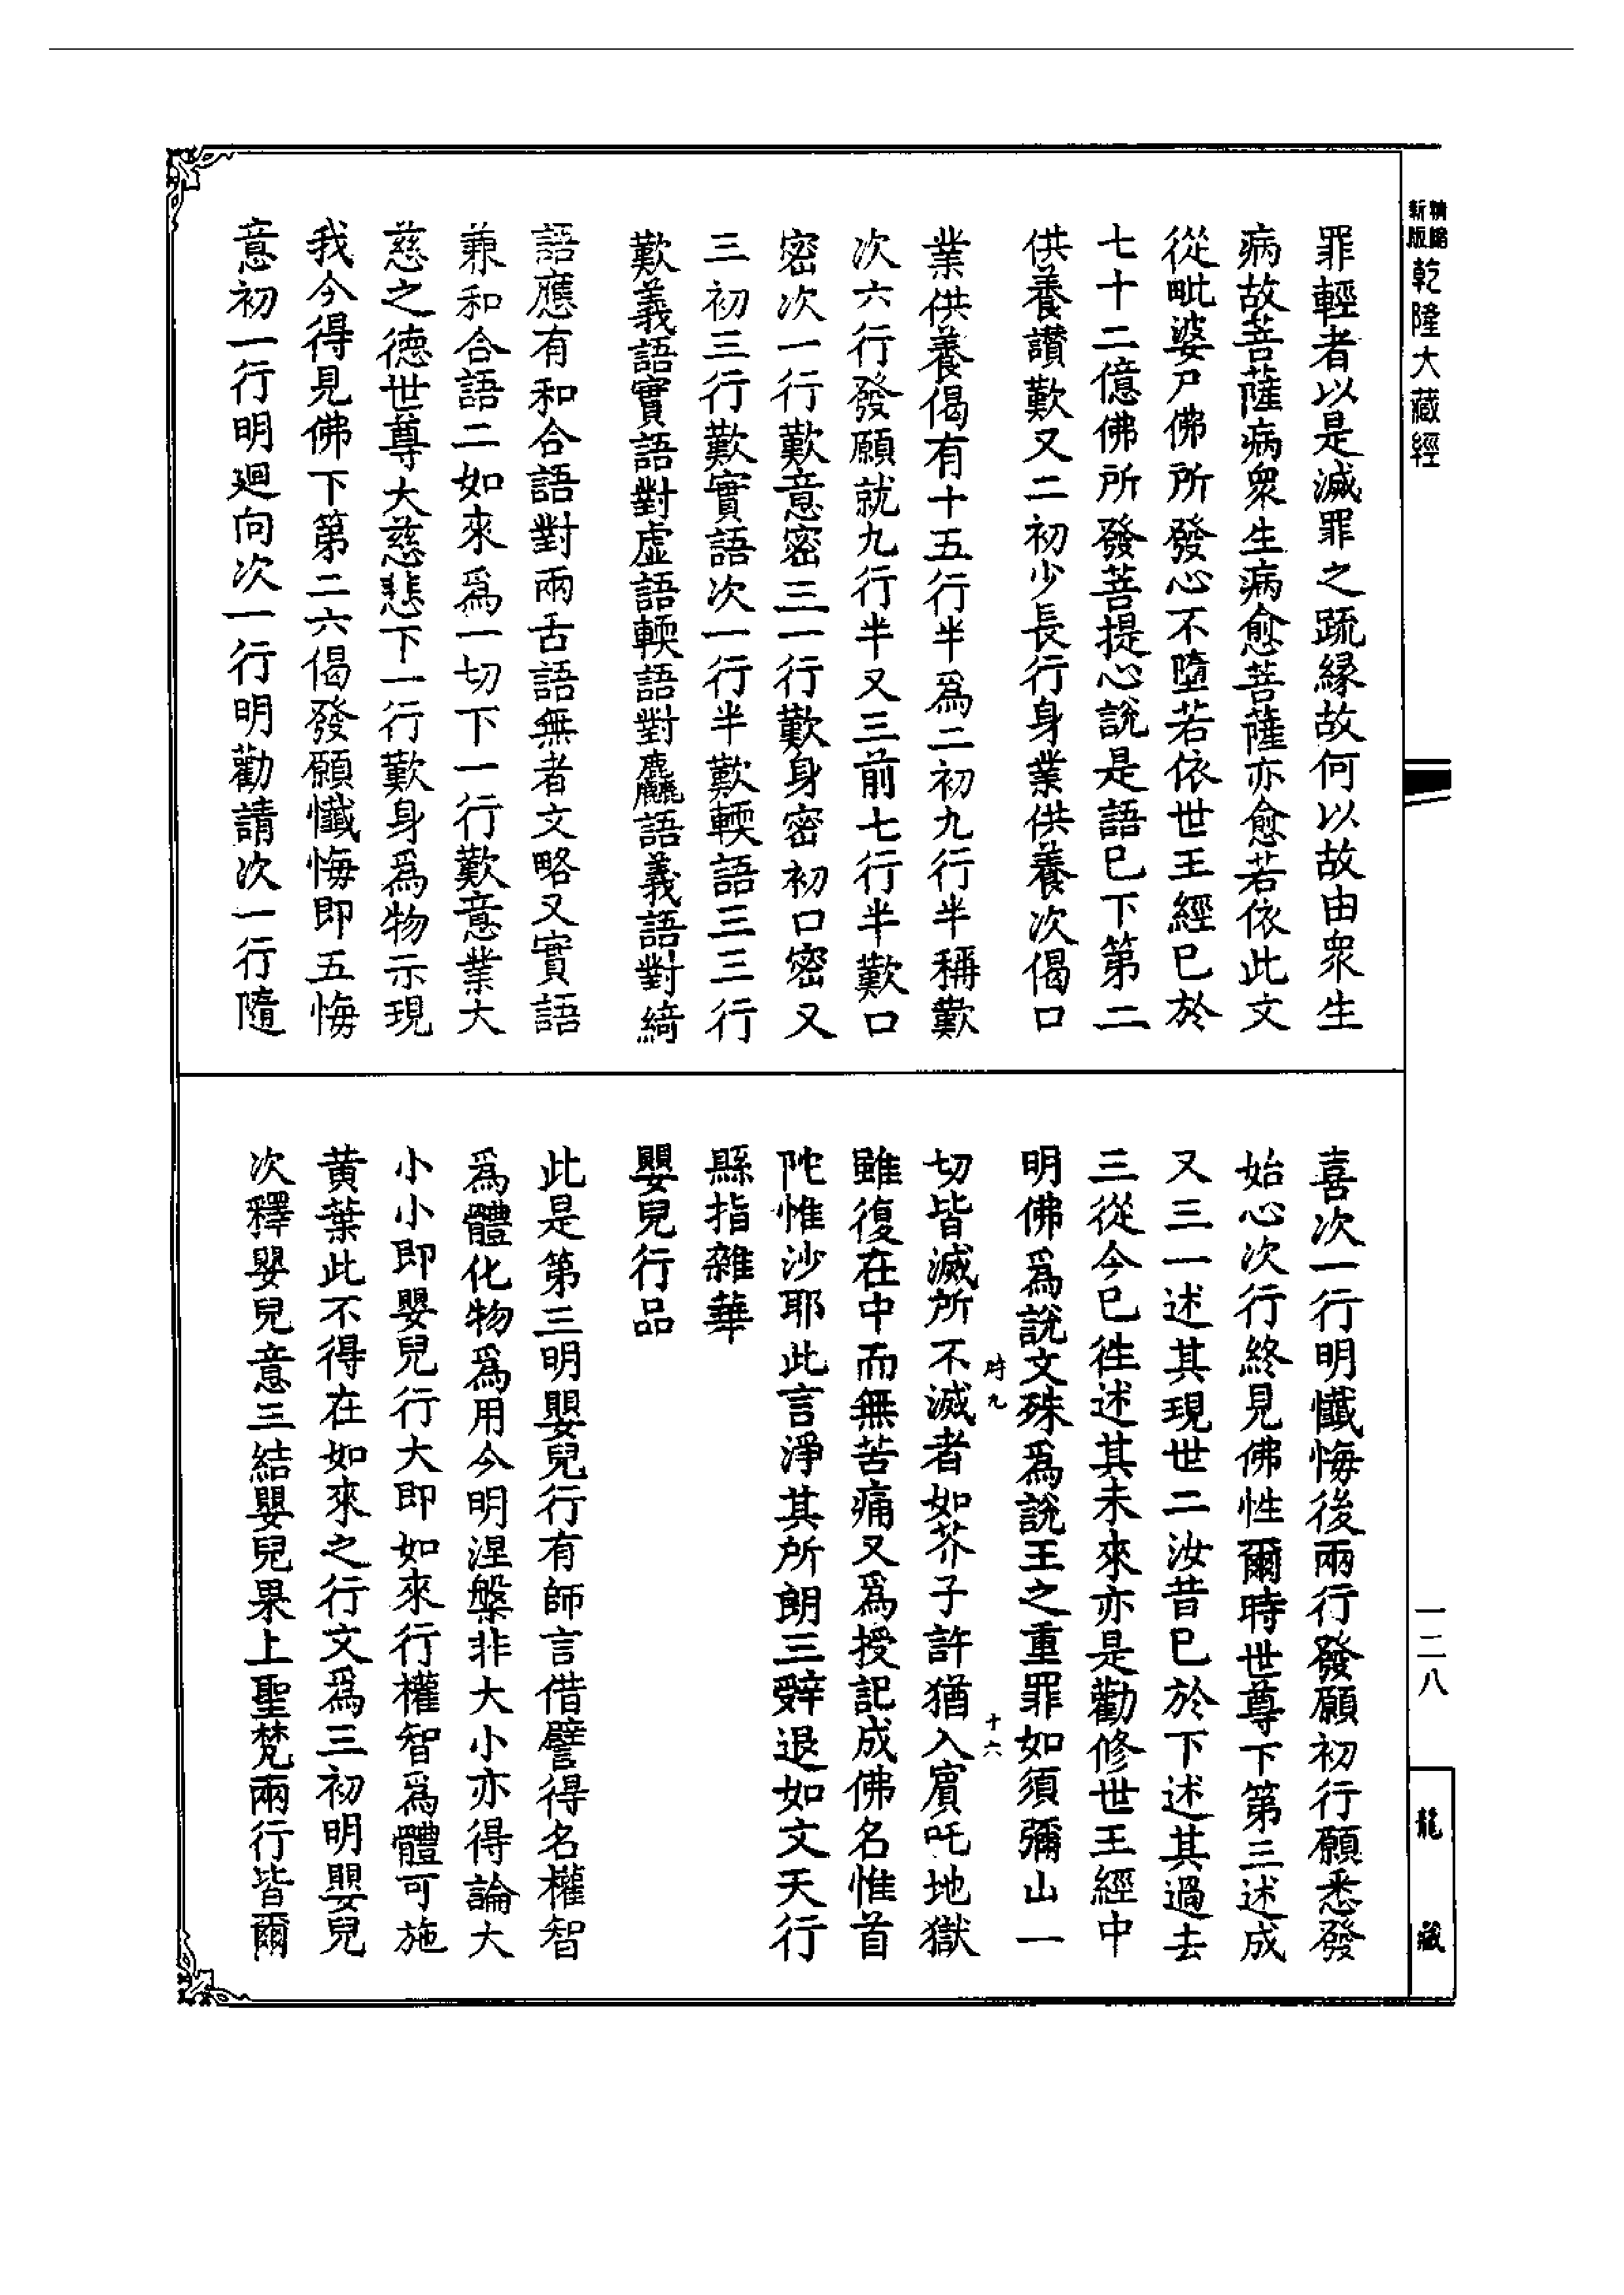 精縮新版
乾隆大藏經
罪輕者以是滅罪之疏縁故何以故由衆生
病故菩薩病衆生病愈菩薩亦愈若依此文
從毗婆尸佛所發心不墮若依世王經已於
七十二億佛所發菩提心說是語已下第二
供養讃歎又二初少長行身業供養次偈口
業供養偈有十五行半爲二初九行半稱歎
次六行發願就九行半又三前七行半歎口
密次一行歎意密三一行歎身密初口密又
三初三行歎實語次一行半歎輭語三三行
歎義語實語對虛語輭語對麤語義語對綺
語應有和合語對兩舌語無者文略又實語
兼和合語二如來爲一切下一行歎意業大
慈之德世尊大慈悲下一行歎身爲物示現
我今得見佛下第二六偈發願懺悔即五悔
意初一行明廻向次一行明勸請次一行隨
喜次一行明懺悔後兩行發願初行願悉發
始心次行終見佛性爾時世尊下第三述成
又三一述其現世二汝昔已於下述其過去
三從今已往述其未來亦是勸修世王經中
明佛爲說文殊爲說王之重罪如須彌山一
時九
十六
切皆滅所不滅者如芥子許猶入賓吒地獄
雖復在中而無苦痛又爲授記成佛名惟首
陀惟沙耶此言淨其所朗三辤退如文天行
縣指雜華
嬰兒行品
此是第三明嬰兒行有師言借譬得名權智
爲體化物爲用今明涅槃非大小亦得論大
小小即嬰兒行大即如來行權智爲體可施
黄葉此不得在如來之行文爲三初明嬰兒
次釋嬰兒意三結嬰兒果上聖梵兩行皆爾
一二八
龍藏